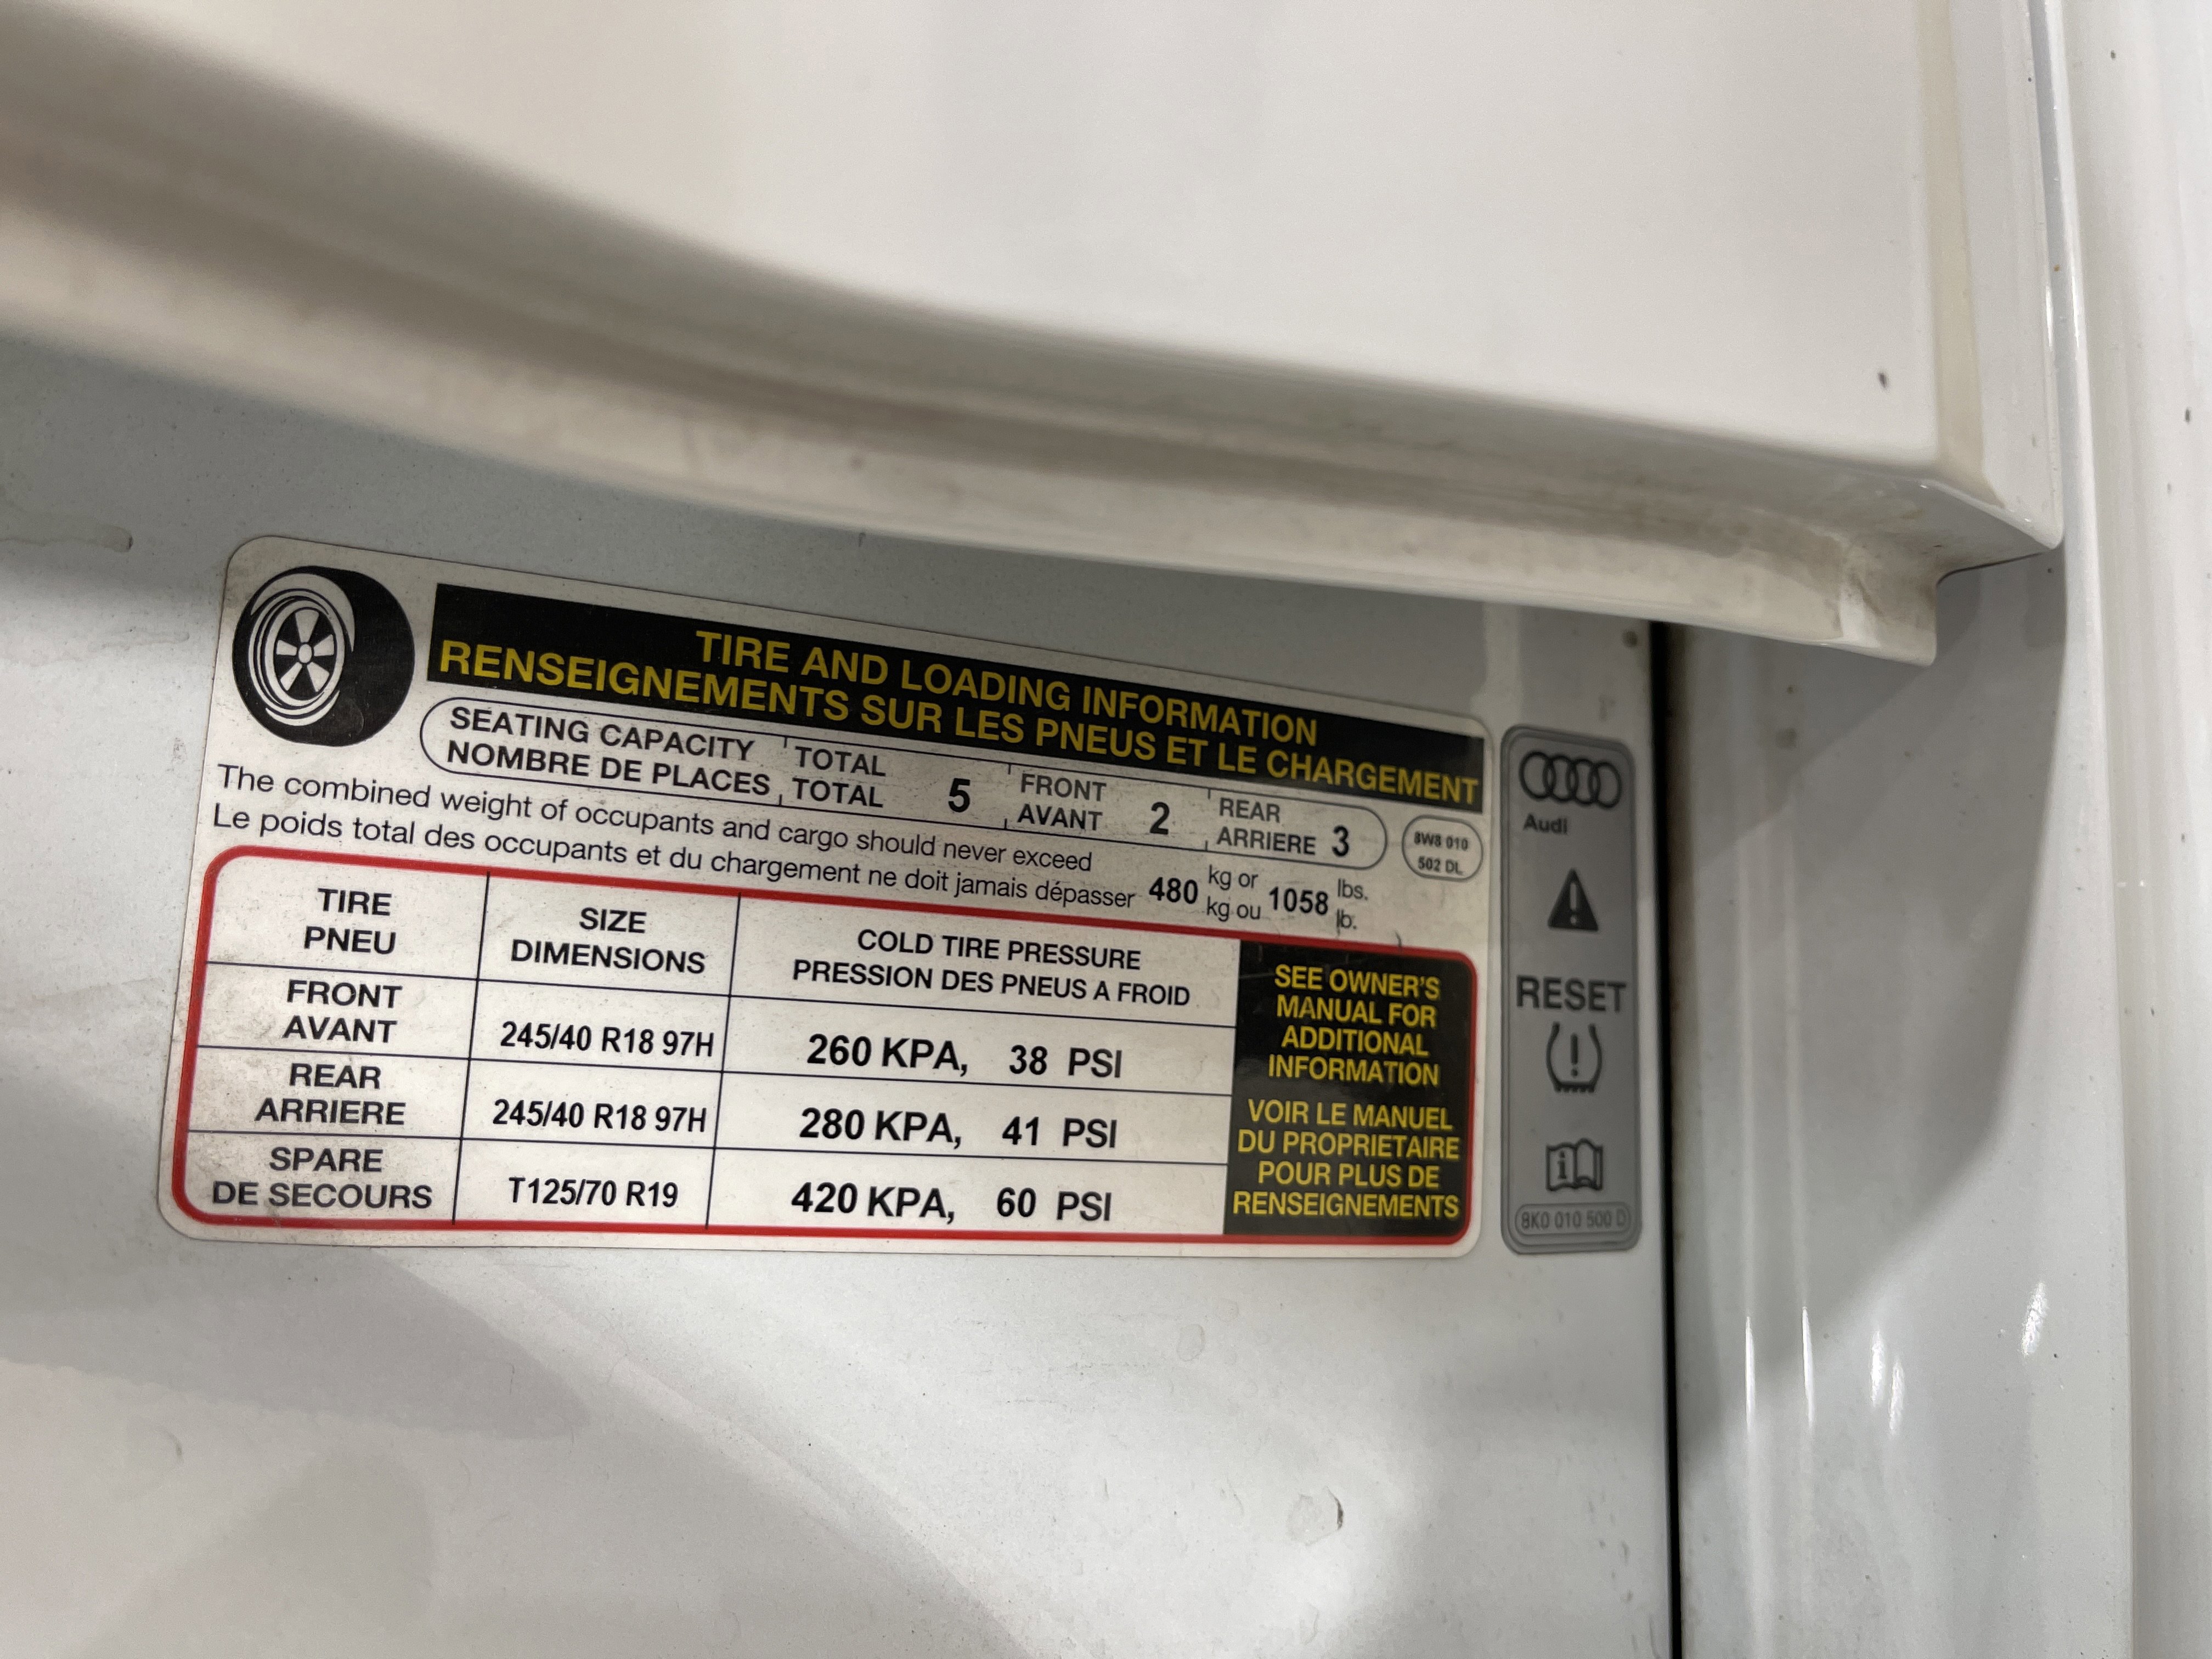 TIRE AND LOADING INFORMATION
RENSEIGNEMENTS SUR LES PNEUS ET LE CHARGEMENT
SEATING CAPACITY TOTAL FRONT REAR
NOMBRE DE PLACES TOTAL 5 AVANT 2 ARRIERE 3
8W8 010
502 DL
The combined weight of occupants and cargo should never exceed
Le poids total des occupants et du chargement ne doit jamais dépasser
480 kg or 1058 lbs.
kg ou lb.
TIRE SIZE COLD TIRE PRESSURE
PNEU DIMENSIONS PRESSION DES PNEUS A FROID
FRONT
AVANT 245/40 R18 97H 260 KPA, 38 PSI
REAR
ARRIERE 245/40 R18 97H 280 KPA, 41 PSI
SPARE
DE SECOURS T125/70 R19 420 KPA, 60 PSI
SEE OWNER'S
MANUAL FOR
ADDITIONAL
INFORMATION
VOIR LE MANUEL
DU PROPRIETAIRE
POUR PLUS DE
RENSEIGNEMENTS
Audi
RESET
8K0 010 500 D